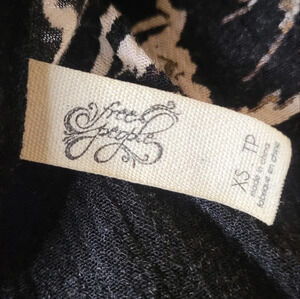 free
people
XS TP
made in china
fabriqué en chine